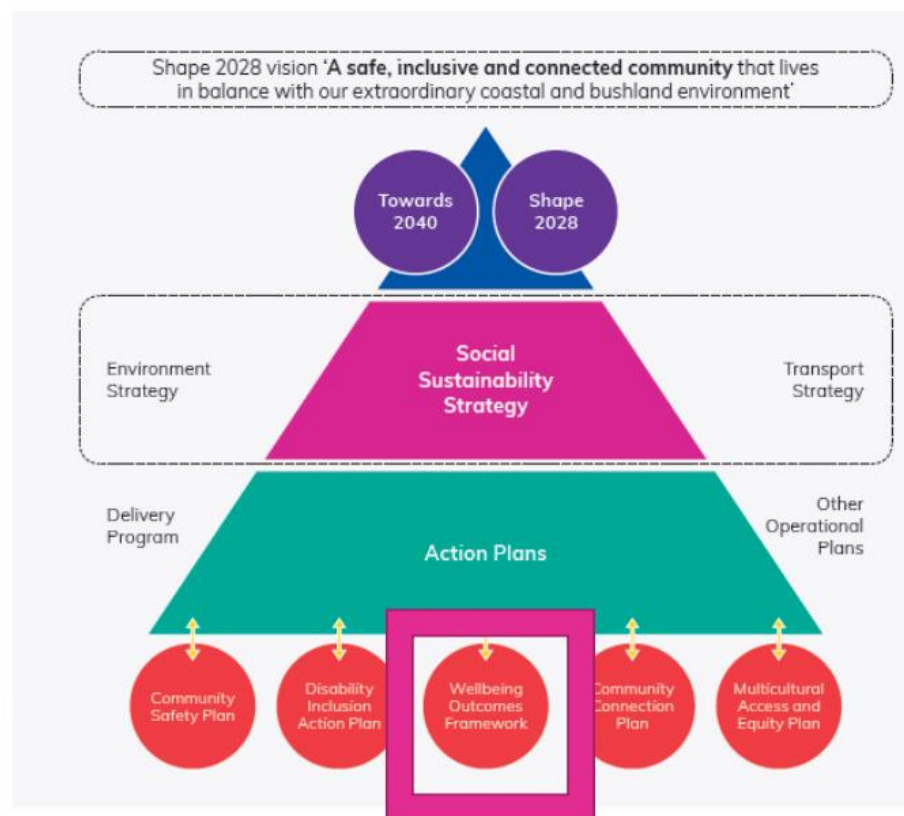 Shape 2028 vision ‘A safe, inclusive and connected community that lives
in balance with our extraordinary coastal and bushland environment’
Towards
2040
Shape
2028
Environment
Strategy
Social
Sustainability
Strategy
Transport
Strategy
Delivery
Program
Action Plans
Other
Operational
Plans
Community
Safety Plan
Disability
Inclusion
Action Plan
Wellbeing
Outcomes
Framework
Community
Connection
Plan
Multicultural
Access and
Equity Plan